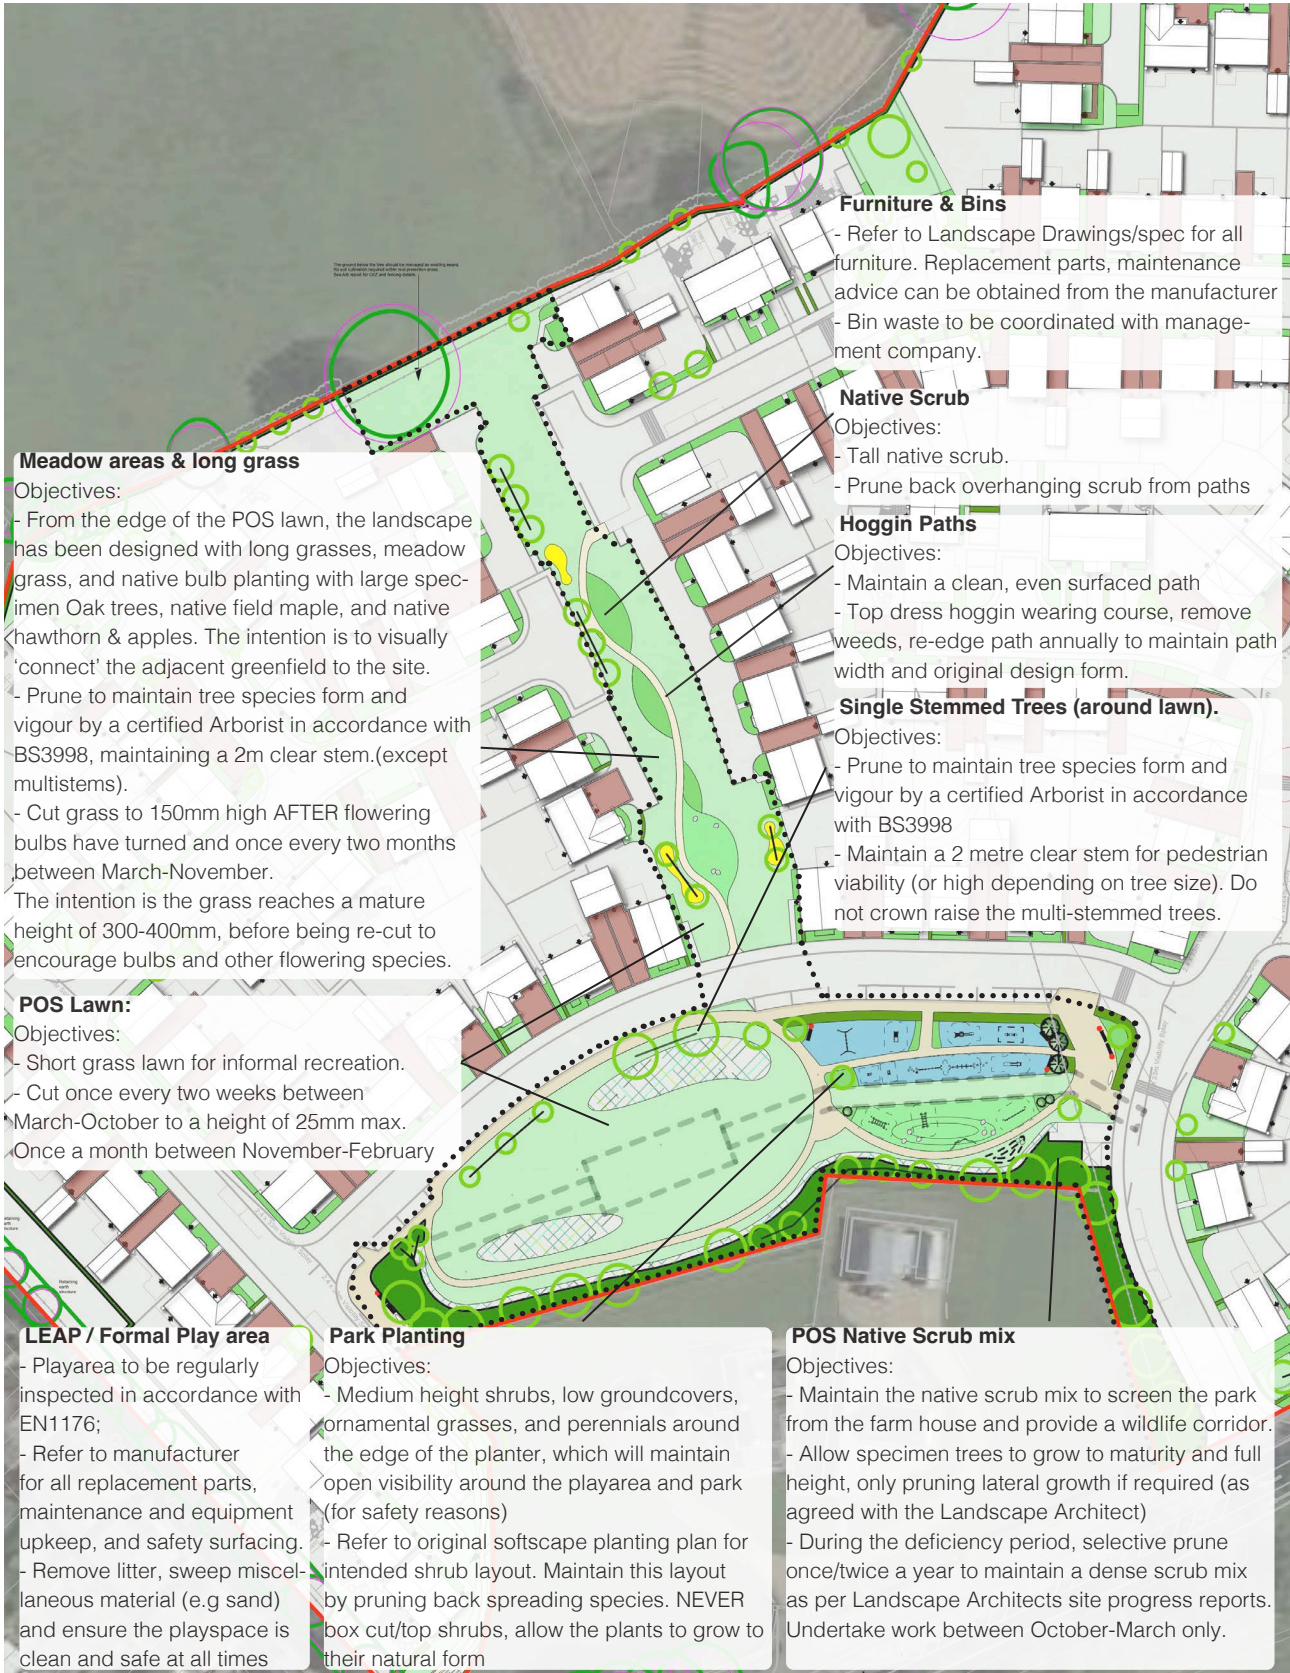 The ground below the tree should be managed as existing sward.
Furniture & Bins
- Refer to Landscape Drawings/spec for all
furniture. Replacement parts, maintenance
advice can be obtained from the manufacturer
- Bin waste to be coordinated with manage-
ment company.
Native Scrub
Objectives:
- Tall native scrub.
- Prune back overhanging scrub from paths
Hoggin Paths
Objectives:
- Maintain a clean, even surfaced path
- Top dress hoggin wearing course, remove
weeds, re-edge path annually to maintain path
width and original design form.
Single Stemmed Trees (around lawn).
Objectives:
- Prune to maintain tree species form and
vigour by a certified Arborist in accordance
with BS3998
- Maintain a 2 metre clear stem for pedestrian
viability (or high depending on tree size). Do
not crown raise the multi-stemmed trees.
Meadow areas & long grass
Objectives:
- From the edge of the POS lawn, the landscape
has been designed with long grasses, meadow
grass, and native bulb planting with large spec-
imen Oak trees, native field maple, and native
hawthorn & apples. The intention is to visually
‘connect’ the adjacent greenfield to the site.
- Prune to maintain tree species form and
vigour by a certified Arborist in accordance with
BS3998, maintaining a 2m clear stem.(except
multistems).
- Cut grass to 150mm high AFTER flowering
bulbs have turned and once every two months
between March-November.
The intention is the grass reaches a mature
height of 300-400mm, before being re-cut to
encourage bulbs and other flowering species.
POS Lawn:
Objectives:
- Short grass lawn for informal recreation.
- Cut once every two weeks between
March-October to a height of 25mm max.
Once a month between November-February
Retaining
earth
structure
LEAP / Formal Play area
- Playarea to be regularly
inspected in accordance with
EN1176;
- Refer to manufacturer
for all replacement parts,
maintenance and equipment
upkeep, and safety surfacing.
- Remove litter, sweep miscel-
laneous material (e.g sand)
and ensure the playspace is
clean and safe at all times
Park Planting
Objectives:
- Medium height shrubs, low groundcovers,
ornamental grasses, and perennials around
the edge of the planter, which will maintain
open visibility around the playarea and park
(for safety reasons)
- Refer to original softscape planting plan for
intended shrub layout. Maintain this layout
by pruning back spreading species. NEVER
box cut/top shrubs, allow the plants to grow to
their natural form
POS Native Scrub mix
Objectives:
- Maintain the native scrub mix to screen the park
from the farm house and provide a wildlife corridor.
- Allow specimen trees to grow to maturity and full
height, only pruning lateral growth if required (as
agreed with the Landscape Architect)
- During the deficiency period, selective prune
once/twice a year to maintain a dense scrub mix
as per Landscape Architects site progress reports.
Undertake work between October-March only.